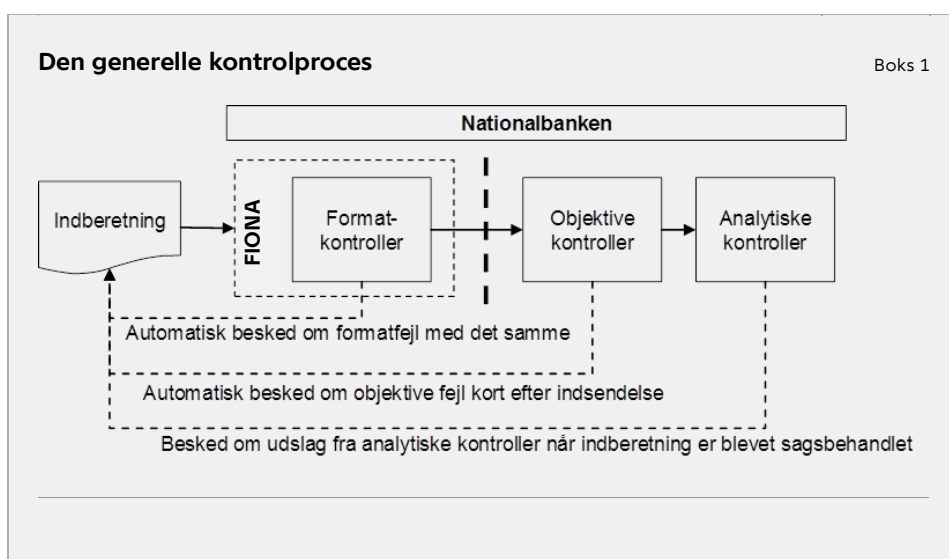 Den generelle kontrolproces
Boks 1
Nationalbanken
Indberetning
FIONA
Format-
kontroller
Objektive
kontroller
Analytiske
kontroller
Automatisk besked om formatfejl med det samme
Automatisk besked om objektive fejl kort efter indsendelse
Besked om udslag fra analytiske kontroller når indberetning er blevet sagsbehandlet